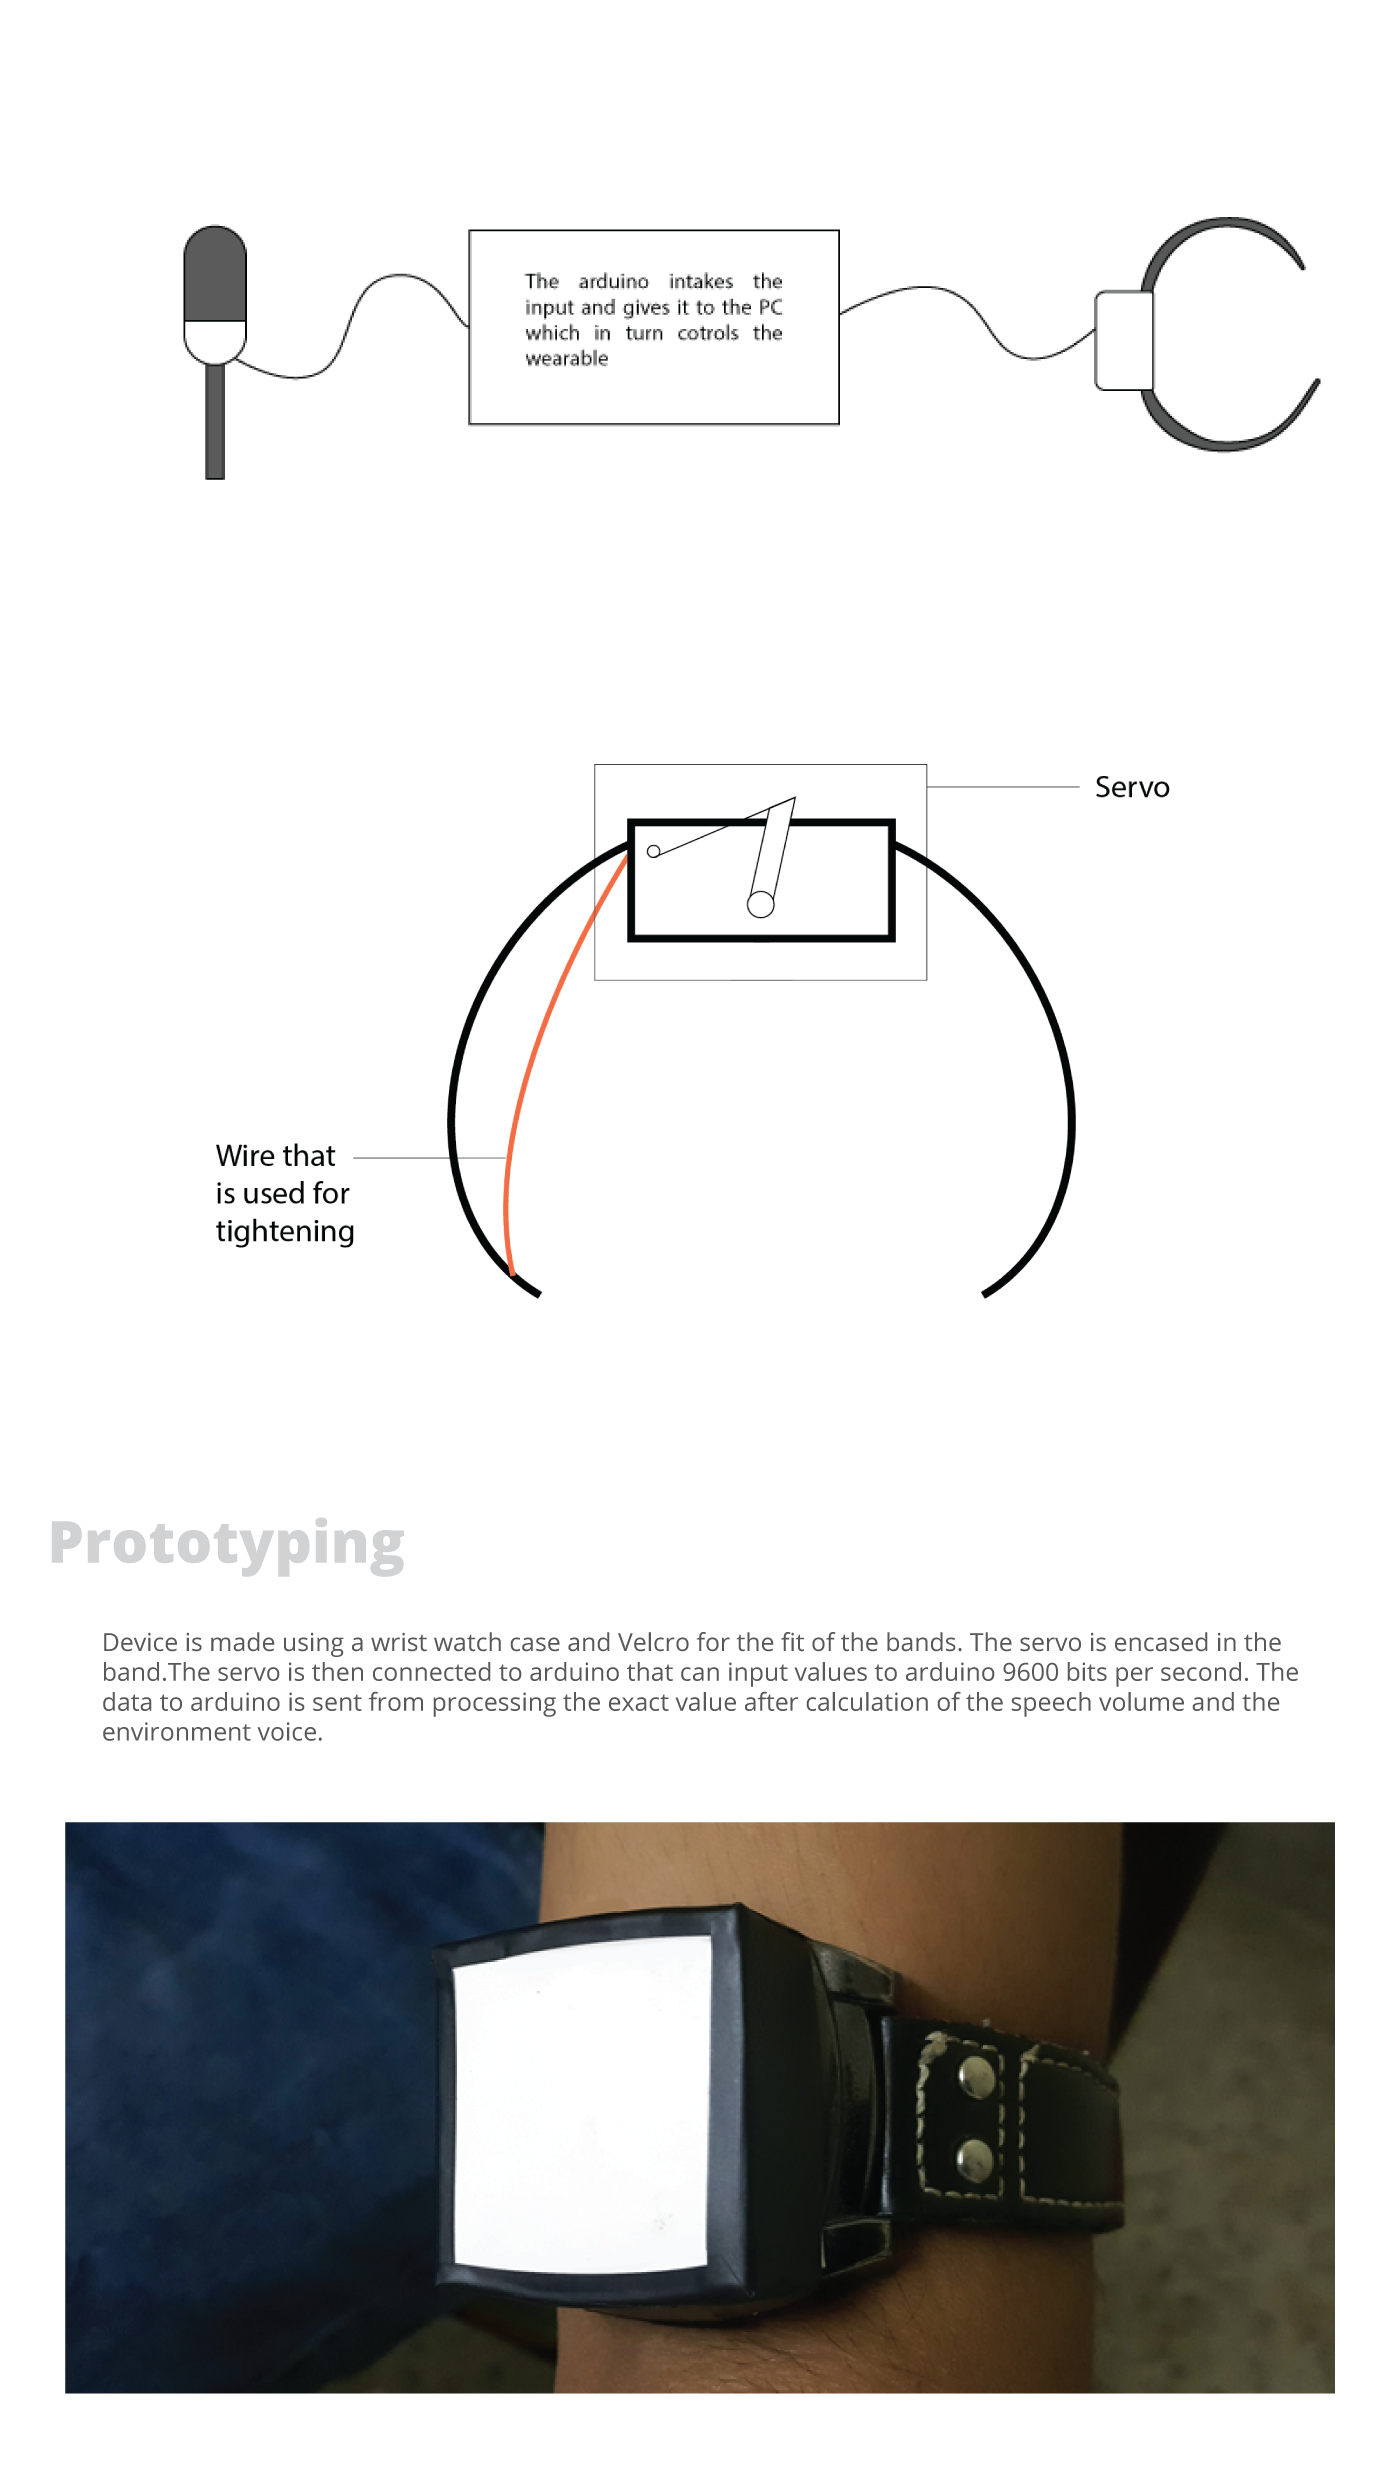 The arduino intakes the
input and gives it to the PC
which in turn cotrols the
wearable
Servo
Wire that
is used for
tightening
Prototyping
Device is made using a wrist watch case and Velcro for the fit of the bands. The servo is encased in the
band.The servo is then connected to arduino that can input values to arduino 9600 bits per second. The
data to arduino is sent from processing the exact value after calculation of the speech volume and the
environment voice.